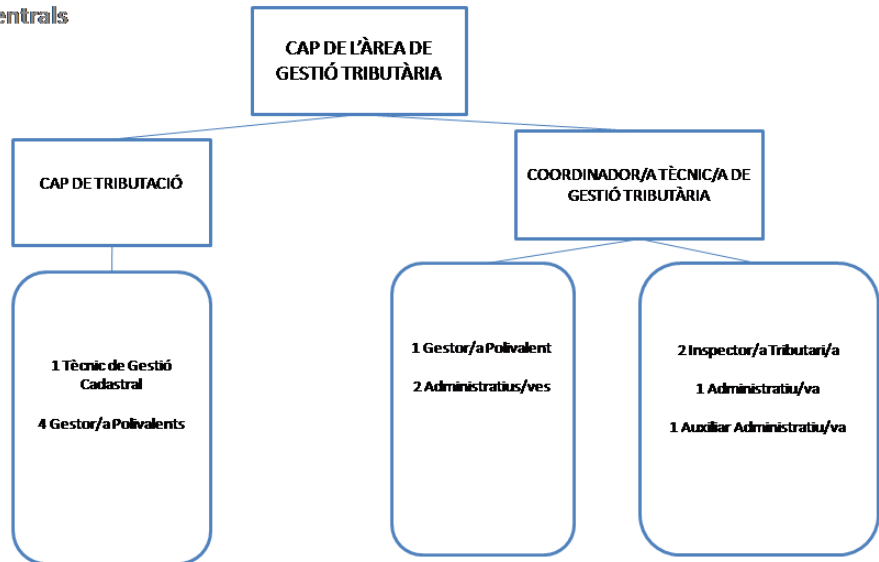 entrals
CAP DE L'ÀREA DE
GESTIÓ TRIBUTÀRIA
CAP DE TRIBUTACIÓ
COORDINADOR/A TÈCNIC/A DE
GESTIÓ TRIBUTÀRIA
1 Tècnic de Gestió
Cadastral
4 Gestor/a Polivalents
1 Gestor/a Polivalent
2 Administratius/ves
2 Inspector/a Tributari/a
1 Administratiu/va
1 Auxiliar Administratiu/va